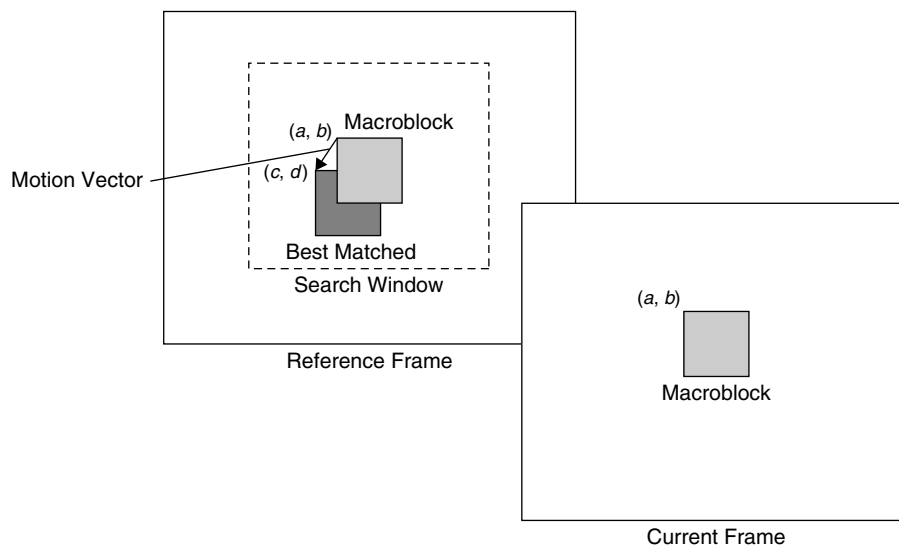 Macroblock
(a, b)
(c, d)
Motion Vector
Best Matched
Search Window
Reference Frame
(a, b)
Macroblock
Current Frame